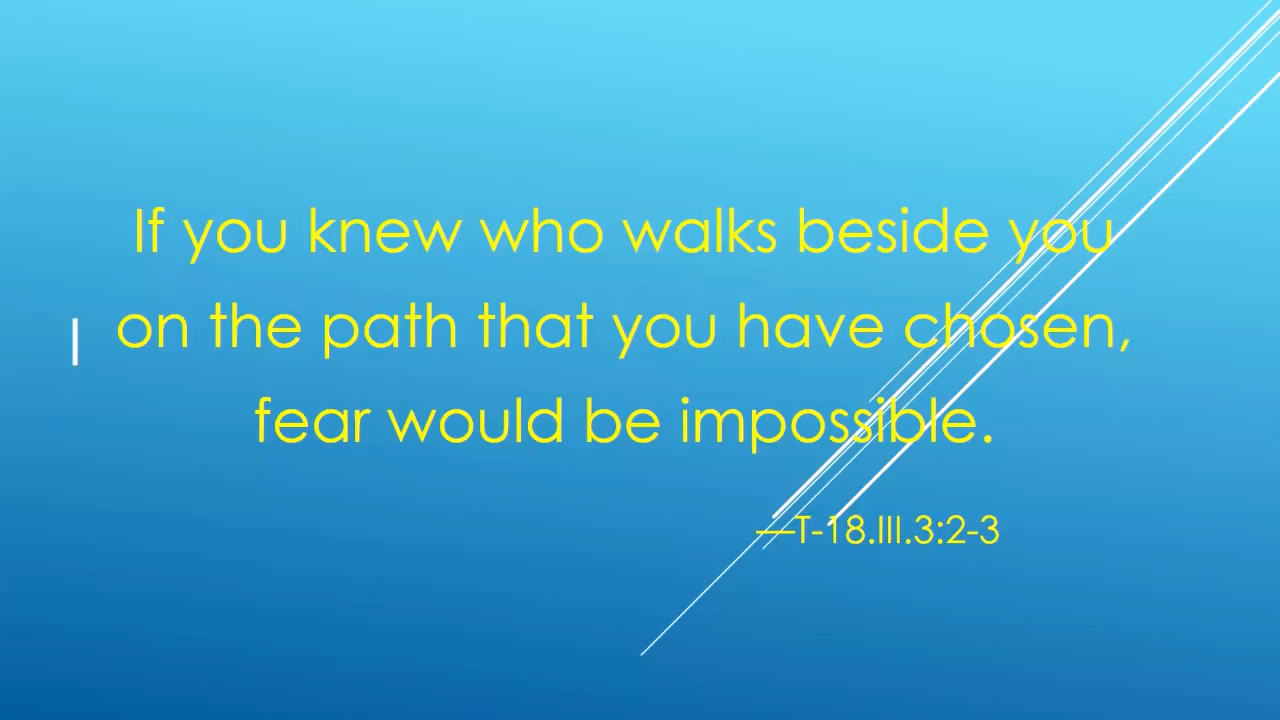 If you knew who walks beside you
on the path that you have chosen,
fear would be impossible.
—T-18.III.3:2-3